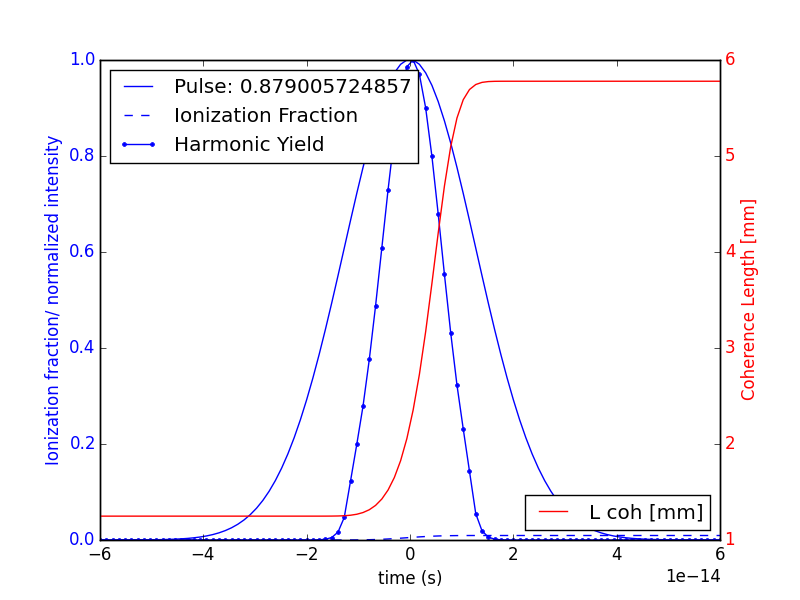 1.0
0.8
0.6
0.4
0.2
0.0
Ionization fraction/ normalized intensity
Pulse: 0.879005724857
Ionization Fraction
Harmonic Yield
6
5
4
3
2
1
Coherence Length [mm]
L coh [mm]
−6 −4 −2 0 2 4 6
time (s)
1e−14